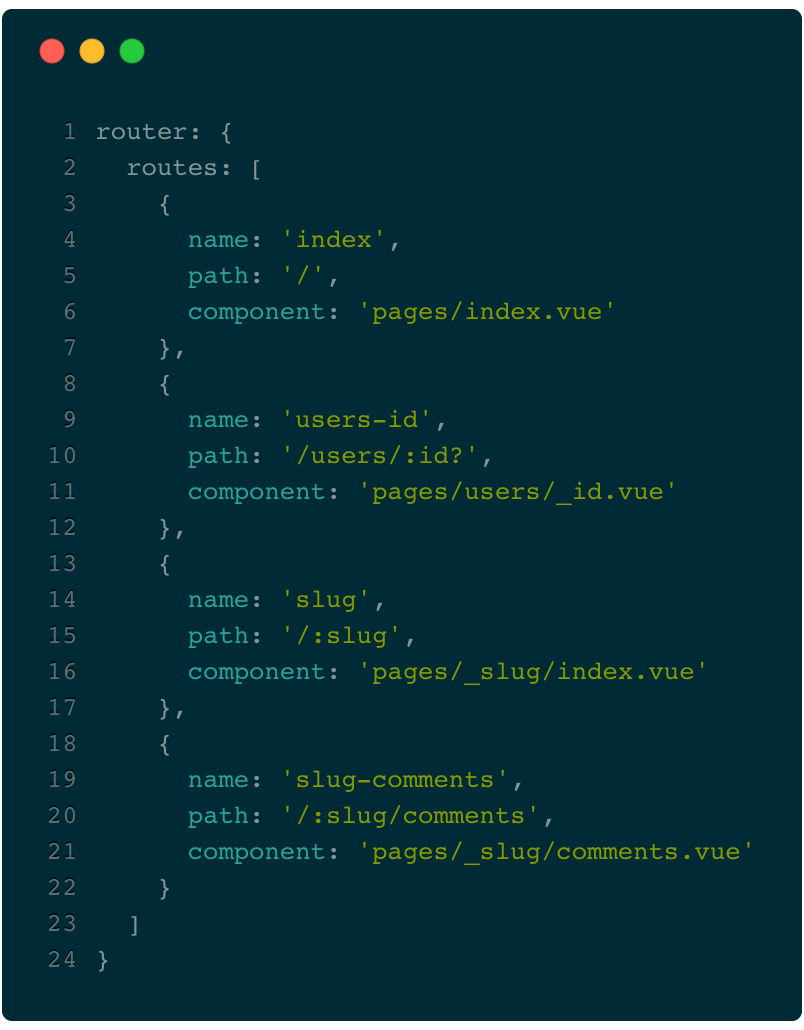 1 router: {
2   routes: [
3     {
4       name: 'index',
5       path: '/',
6       component: 'pages/index.vue'
7     },
8     {
9       name: 'users-id',
10       path: '/users/:id?',
11       component: 'pages/users/_id.vue'
12     },
13     {
14       name: 'slug',
15       path: '/:slug',
16       component: 'pages/_slug/index.vue'
17     },
18     {
19       name: 'slug-comments',
20       path: '/:slug/comments',
21       component: 'pages/_slug/comments.vue'
22     }
23   ]
24 }